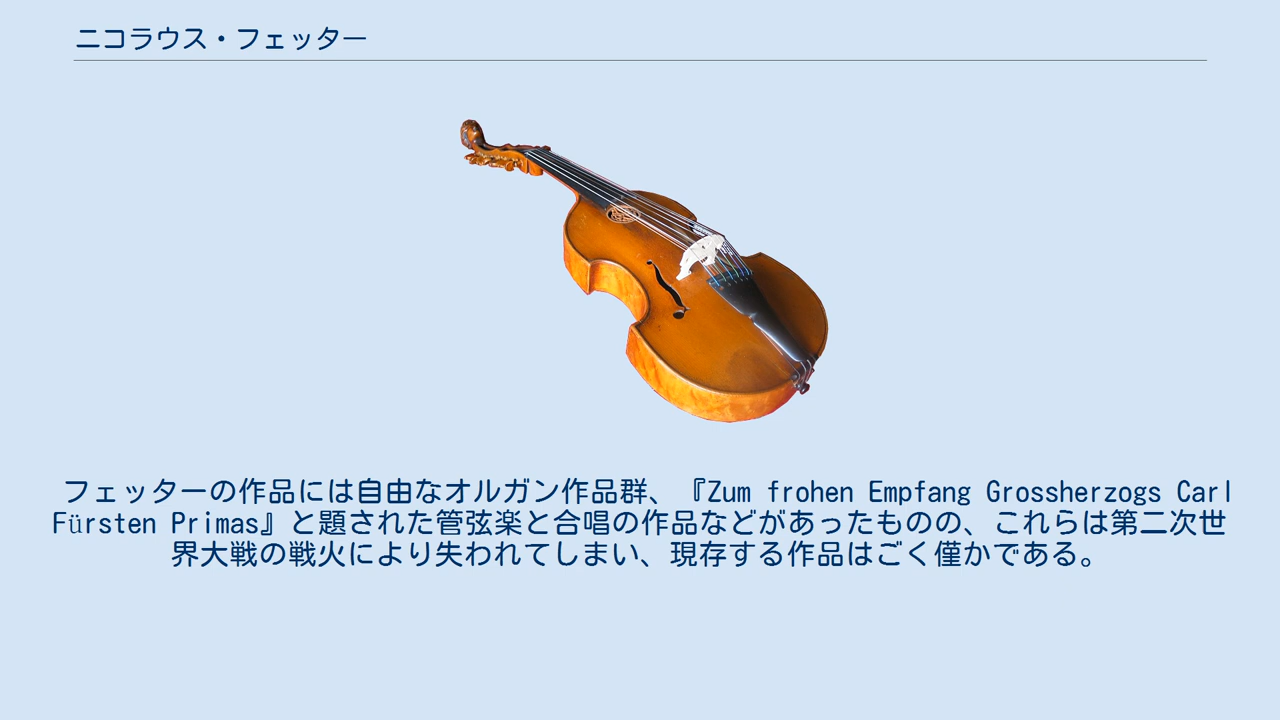 ニコラウス・フェッター
フェッターの作品には自由なオルガン作品群、『Zum frohen Empfang Grossherzogs Carl
Fürsten Primas』と題された管弦楽と合唱の作品などがあったものの、これらは第二次世
界大戦の戦火により失われてしまい、現存する作品はごく僅かである。